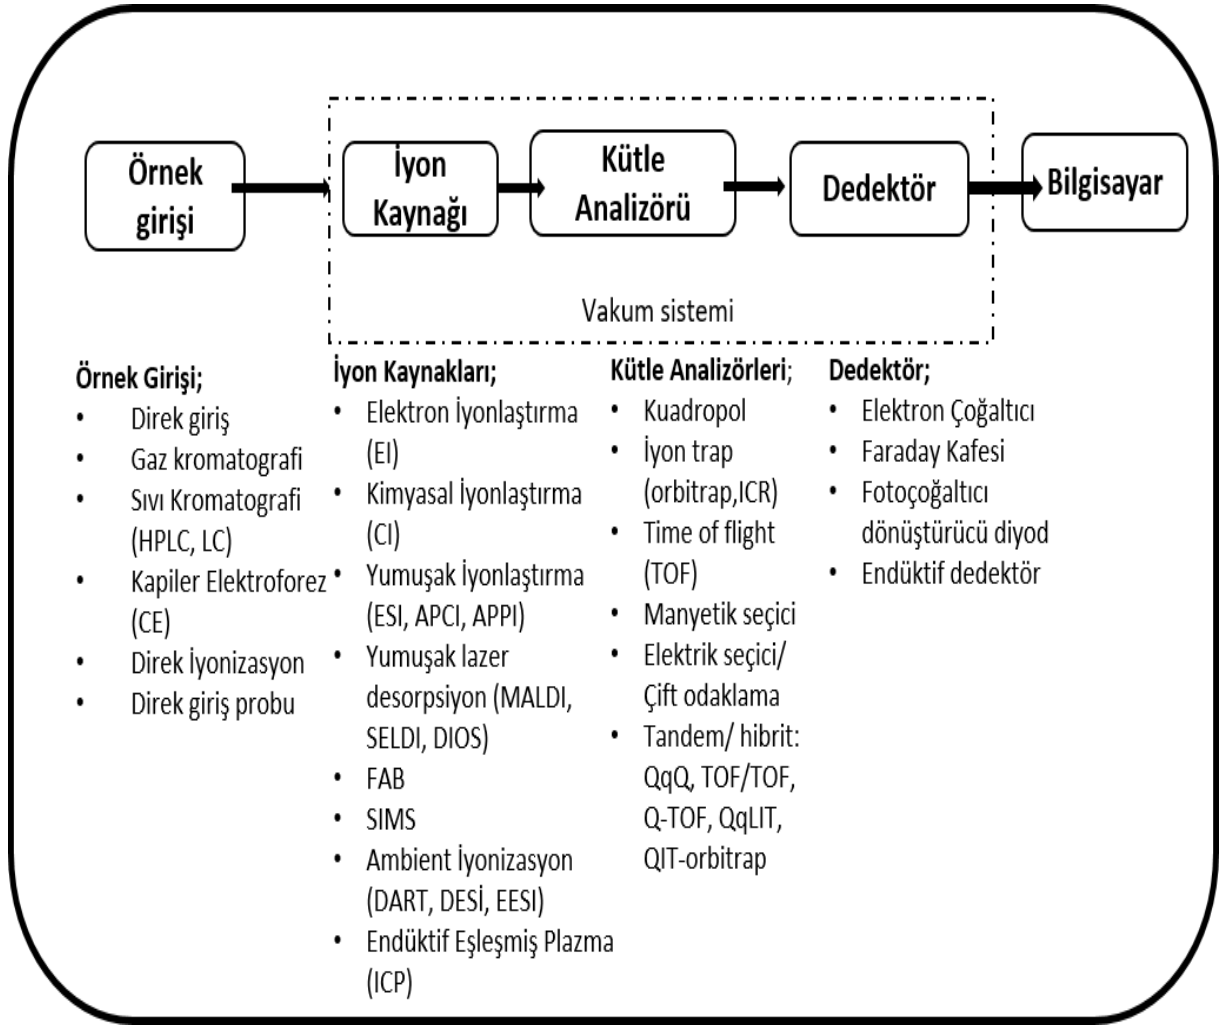 Örnek
girişi
İyon
Kaynağı
Kütle
Analizörü
Dedektör
Bilgisayar
Vakum sistemi
Örnek Girişi;
• Direk giriş
• Gaz kromatografi
• Sıvı Kromatografi
(HPLC, LC)
• Kapiler Elektroforez
(CE)
• Direk İyonizasyon
• Direk giriş probu
İyon Kaynakları;
• Elektron İyonlaştırma
(EI)
• Kimyasal İyonlaştırma
(CI)
• Yumuşak İyonlaştırma
(ESI, APCI, APPI)
• Yumuşak lazer
desorpsiyon (MALDI,
SELDI, DIOS)
• FAB
• SIMS
• Ambient İyonizasyon
(DART, DESİ, EESI)
• Endüktif Eşleşmiş Plazma
(ICP)
Kütle Analizörleri;
• Kuadropol
• İyon trap
(orbitrap,ICR)
• Time of flight
(TOF)
• Manyetik seçici
• Elektrik seçici/
Çift odaklama
• Tandem/ hibrit:
QqQ, TOF/TOF,
Q-TOF, QqLIT,
QIT-orbitrap
Dedektör;
• Elektron Çoğaltıcı
• Faraday Kafesi
• Fotoçoğaltıcı
dönüştürücü diyod
• Endüktif dedektör